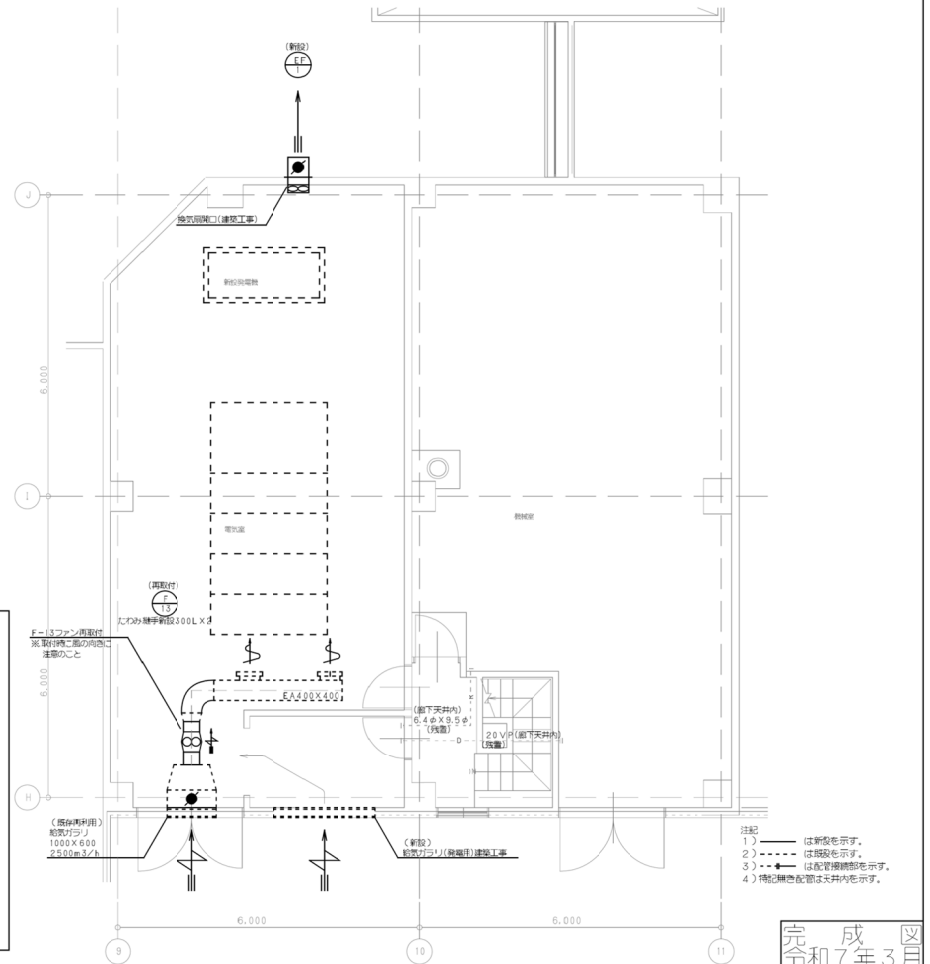 (新設)
EF
1
J
換気扇開口(建築工事)
新設発電機
6.000
I
電気室
機械室
(再取付)
F
13
たわみ継手新設300L×2
F-13ファン再取付
※取付時に風の向きに
注意のこと
6.000
EA400X400
(廊下天井内)
6.4φX9.5φ
(残置)
20VP(廊下天井内)
(残置)
D
H
(既存再利用)
給気ガラリ
1000X600
2500m3/h
(新設)
給気ガラリ(発電用)建築工事
注記
1) は新設を示す。
2) は既設を示す。
3) は配管接続部を示す。
4)特記無き配管は天井内を示す。
6.000
6.000
9
10
11
完成図
令和7年3月